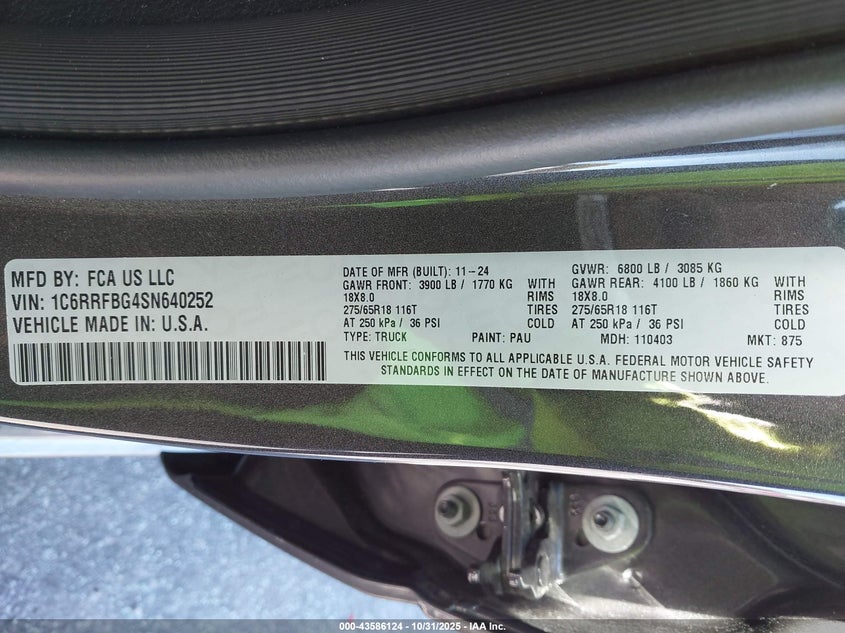 MFD BY: FCA US LLC
VIN: 1C6RRFBG4SN640252
VEHICLE MADE IN: U.S.A.
DATE OF MFR (BUILT): 11-24
GAWR FRONT: 3900 LB / 1770 KG WITH
18X8.0 RIMS
275/65R18 116T TIRES
AT 250 kPa / 36 PSI COLD
TYPE: TRUCK PAINT: PAU
GVWR: 6800 LB / 3085 KG
GAWR REAR: 4100 LB / 1860 KG WITH
18X8.0 RIMS
275/65R18 116T TIRES
AT 250 kPa / 36 PSI COLD
MDH: 110403 MKT: 875
THIS VEHICLE CONFORMS TO ALL APPLICABLE U.S.A. FEDERAL MOTOR VEHICLE SAFETY
STANDARDS IN EFFECT ON THE DATE OF MANUFACTURE SHOWN ABOVE.
000-43586124 - 10/31/2025 - IAA Inc.